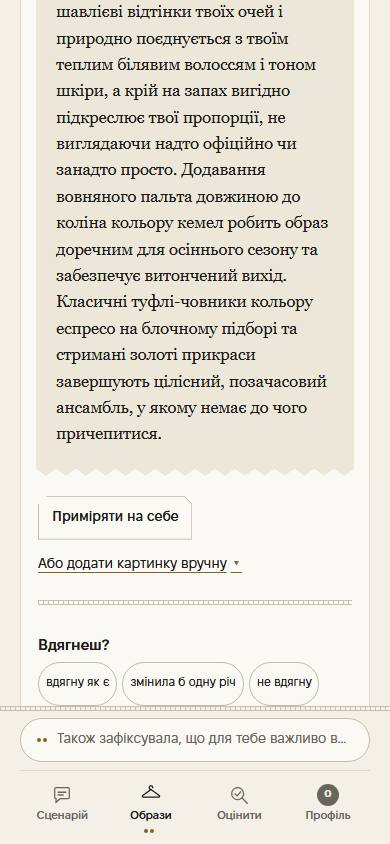 шавлієві відтінки твоїх очей і
природно поєднується з твоїм
теплим білявим волоссям і тоном
шкіри, а крій на запах вигідно
підкреслює твої пропорції, не
виглядаючи надто офіційно чи
занадто просто. Додавання
вовняного пальта довжиною до
коліна кольору кемел робить образ
доречним для осіннього сезону та
забезпечує витончений вихід.
Класичні туфлі-човники кольору
еспресо на блочному підборі та
стримані золоті прикраси
завершують цілісний, позачасовий
ансамбль, у якому немає до чого
причепитися.
Приміряти на себе
Або додати картинку вручну
Вдягнеш?
вдягну як є
змінила б одну річ
не вдягну
Також зафіксувала, що для тебе важливо в...
Сценарій
Образи
Оцінити
0
Профіль